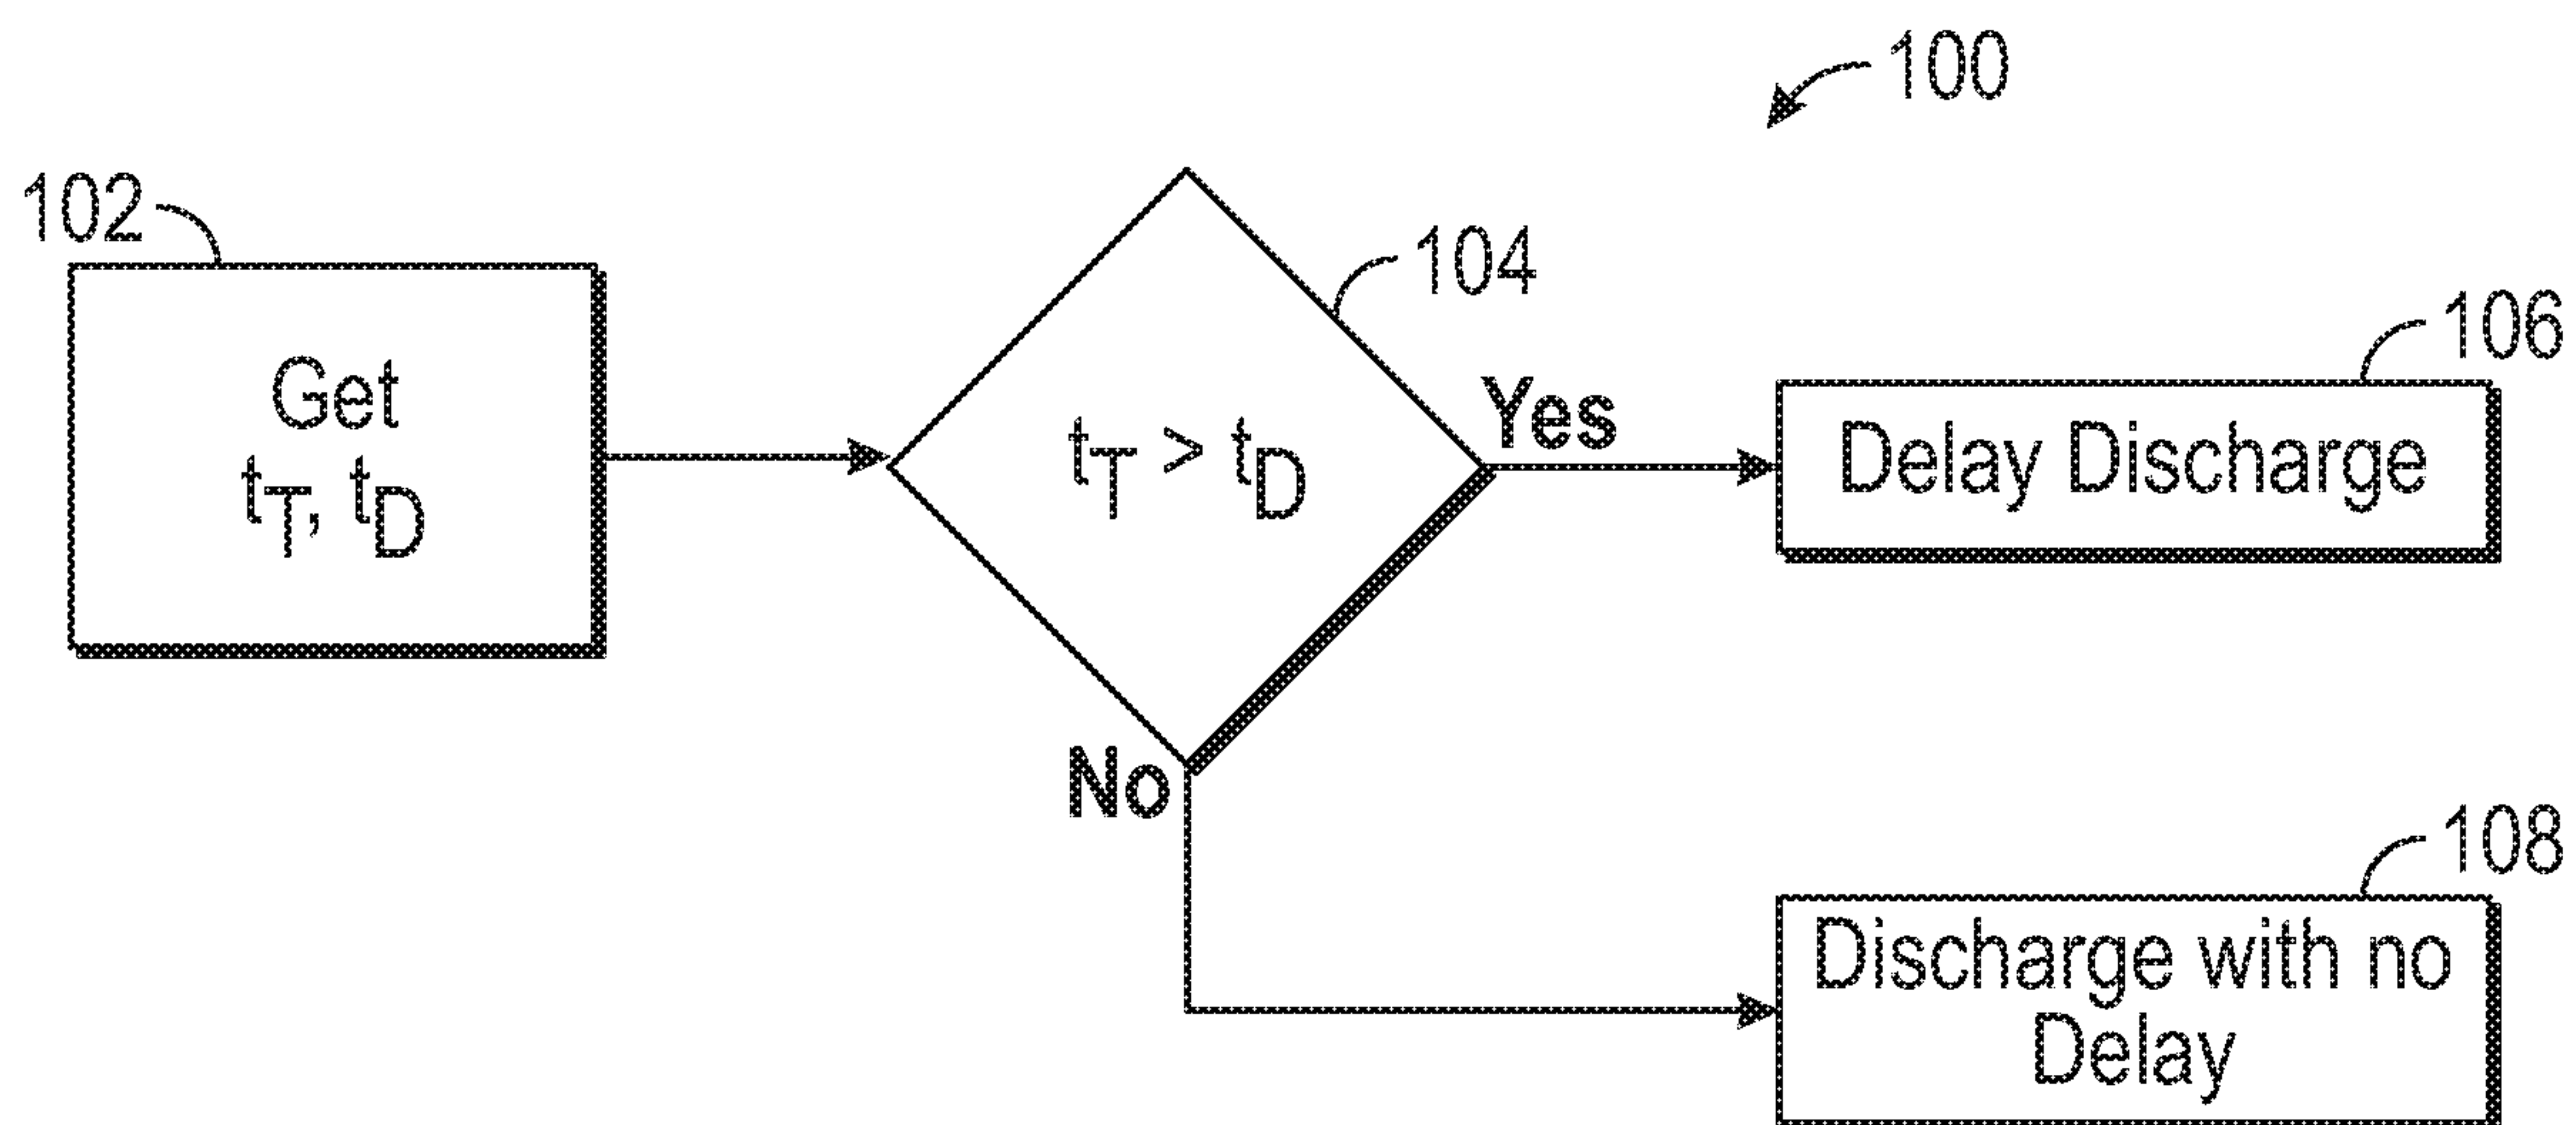 100
102
Get
tT, tD
104
tT > tD
Yes
No
106
Delay Discharge
108
Discharge with no
Delay